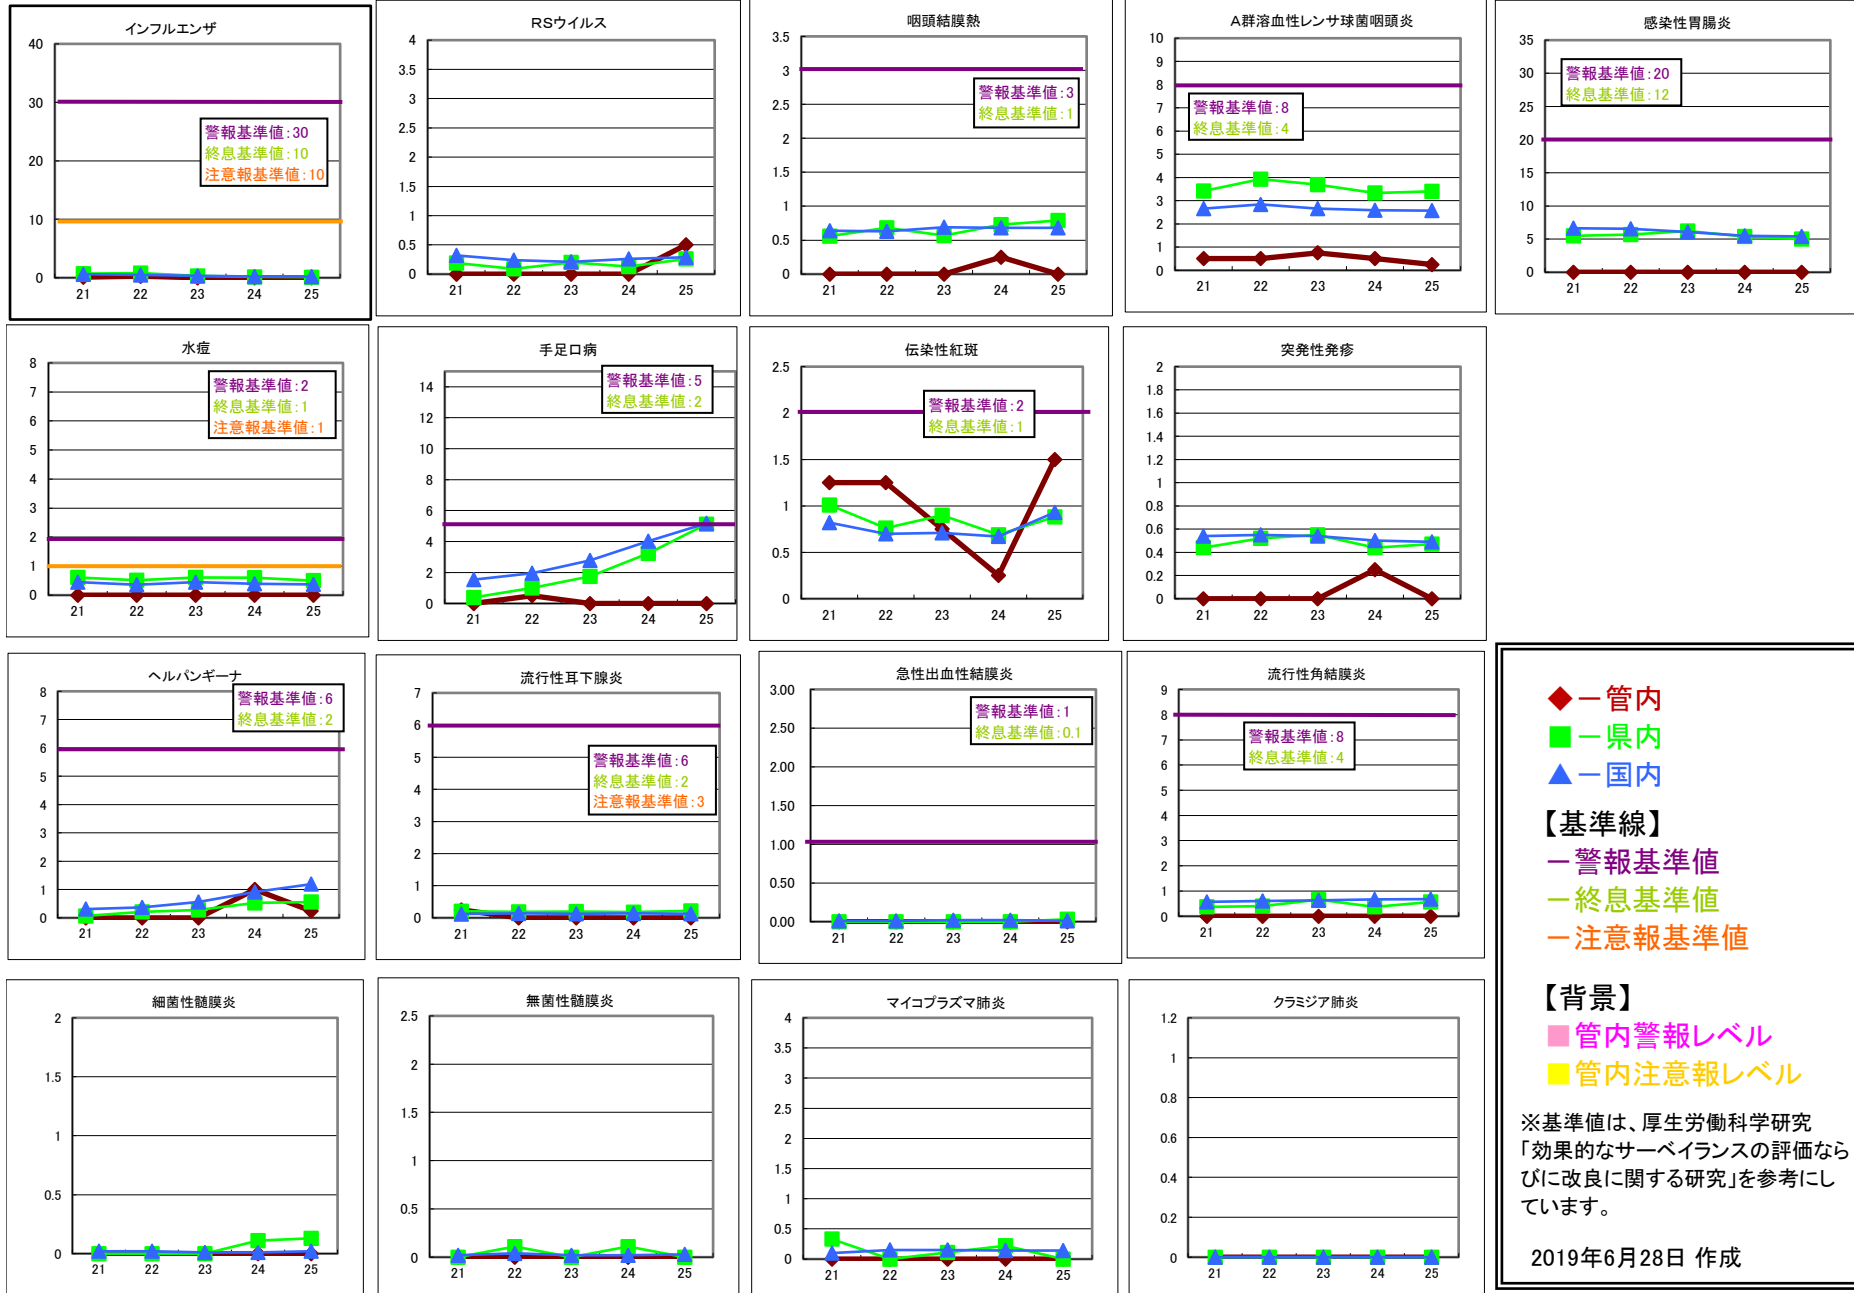 インフルエンザ
40
30
20
10
0
警報基準値:30
終息基準値:10
注意報基準値:10
21 22 23 24 25
RSウイルス
4
3.5
3
2.5
2
1.5
1
0.5
0
21 22 23 24 25
咽頭結膜熱
3.5
3
2.5
2
1.5
1
0.5
0
警報基準値:3
終息基準値:1
21 22 23 24 25
A群溶血性レンサ球菌咽頭炎
10
9
8
7
6
5
4
3
2
1
0
警報基準値:8
終息基準値:4
21 22 23 24 25
感染性胃腸炎
35
30
25
20
15
10
5
0
警報基準値:20
終息基準値:12
21 22 23 24 25
水痘
8
7
6
5
4
3
2
1
0
警報基準値:2
終息基準値:1
注意報基準値:1
21 22 23 24 25
手足口病
14
12
10
8
6
4
2
0
警報基準値:5
終息基準値:2
21 22 23 24 25
伝染性紅斑
2.5
2
1.5
1
0.5
0
警報基準値:2
終息基準値:1
21 22 23 24 25
突発性発疹
2
1.8
1.6
1.4
1.2
1
0.8
0.6
0.4
0.2
0
21 22 23 24 25
ヘルパンギーナ
8
7
6
5
4
3
2
1
0
警報基準値:6
終息基準値:2
21 22 23 24 25
流行性耳下腺炎
7
6
5
4
3
2
1
0
警報基準値:6
終息基準値:2
注意報基準値:3
21 22 23 24 25
急性出血性結膜炎
3.00
2.50
2.00
1.50
1.00
0.50
0.00
警報基準値:1
終息基準値:0.1
21 22 23 24 25
流行性角結膜炎
9
8
7
6
5
4
3
2
1
0
警報基準値:8
終息基準値:4
21 22 23 24 25
細菌性髄膜炎
2
1.5
1
0.5
0
21 22 23 24 25
無菌性髄膜炎
2.5
2
1.5
1
0.5
0
21 22 23 24 25
マイコプラズマ肺炎
4
3.5
3
2.5
2
1.5
1
0.5
0
21 22 23 24 25
クラミジア肺炎
1.2
1
0.8
0.6
0.4
0.2
0
21 22 23 24 25
◆－管内
■－県内
▲－国内
【基準線】
－警報基準値
－終息基準値
－注意報基準値
【背景】
■管内警報レベル
■管内注意報レベル
※基準値は、厚生労働科学研究
「効果的なサーベイランスの評価なら
びに改良に関する研究」を参考にし
ています。
2019年6月28日 作成